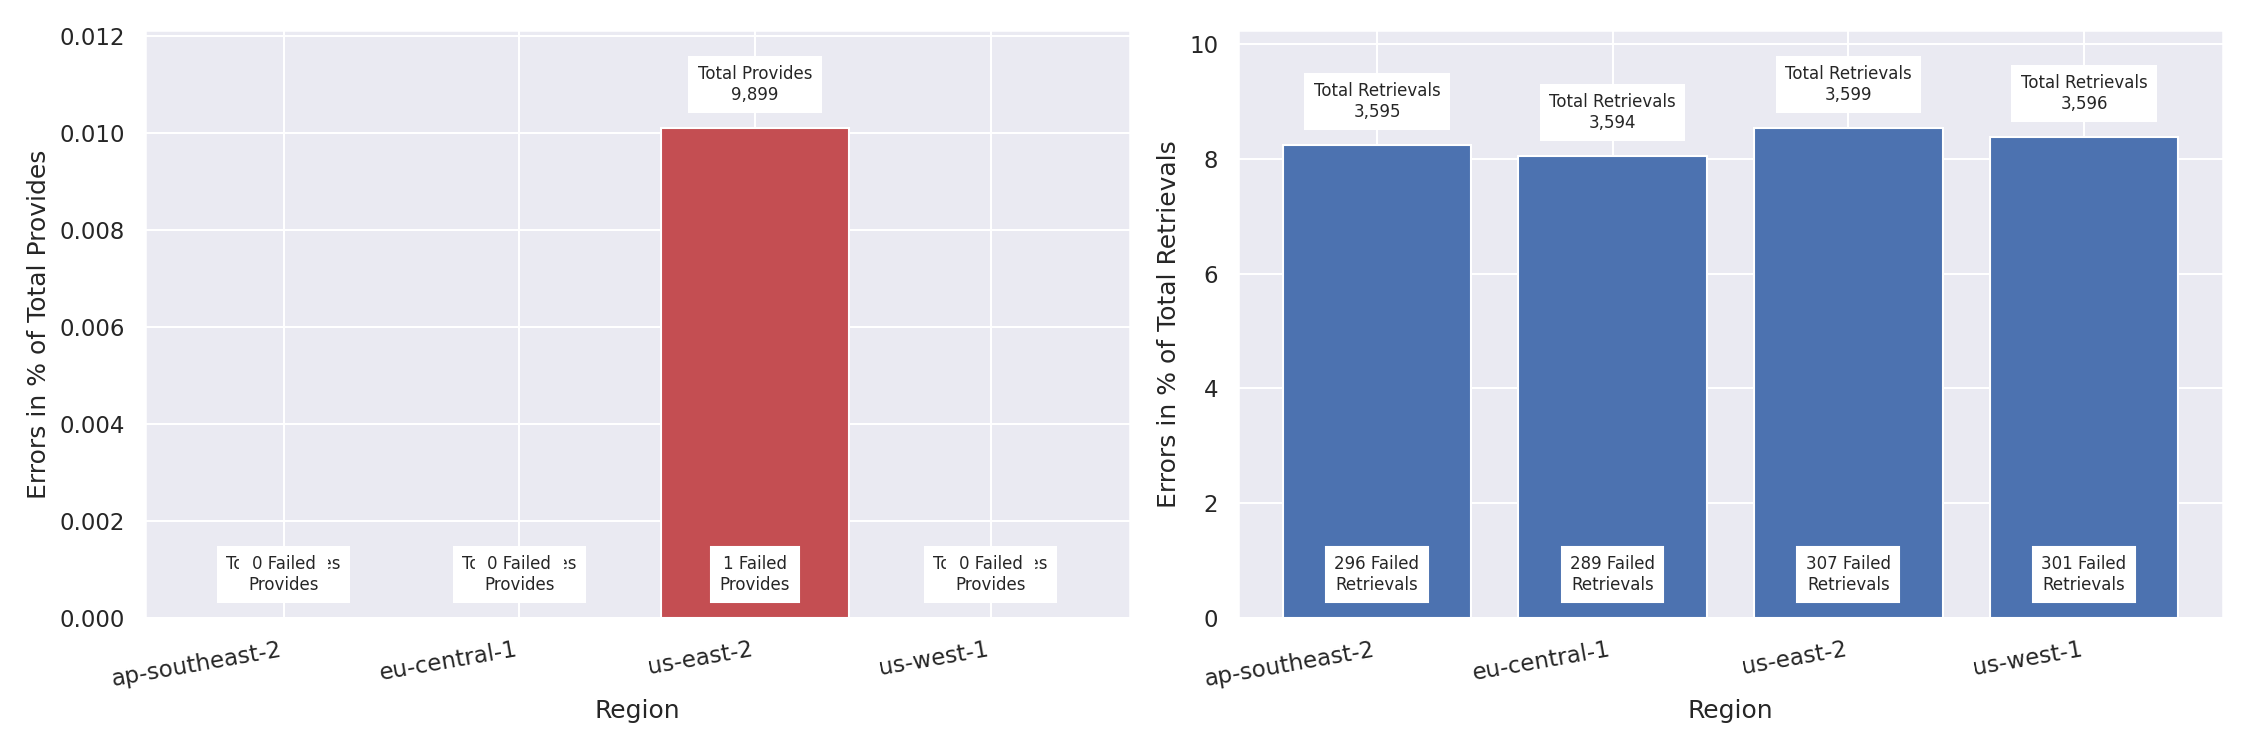 Errors in % of Total Provides
0.012
0.010
0.008
0.006
0.004
0.002
0.000
Total Provides
9,899
0 Failed
Provides
0 Failed
Provides
1 Failed
Provides
0 Failed
Provides
ap-southeast-2
eu-central-1
us-east-2
us-west-1
Region
Errors in % of Total Retrievals
10
8
6
4
2
0
Total Retrievals
3,595
Total Retrievals
3,594
Total Retrievals
3,599
Total Retrievals
3,596
296 Failed
Retrievals
289 Failed
Retrievals
307 Failed
Retrievals
301 Failed
Retrievals
ap-southeast-2
eu-central-1
us-east-2
us-west-1
Region